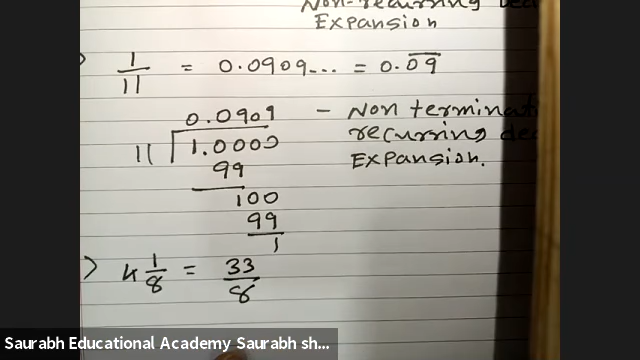 Non-recurring Dec
Expansion
) 1/11 = 0.0909... = 0.0̅9̅
0.0909 – Non terminat
11 1.0000 recurring de
99 Expansion.
100
99
1
) 4 1/8 = 33/8
Saurabh Educational Academy Saurabh sh...